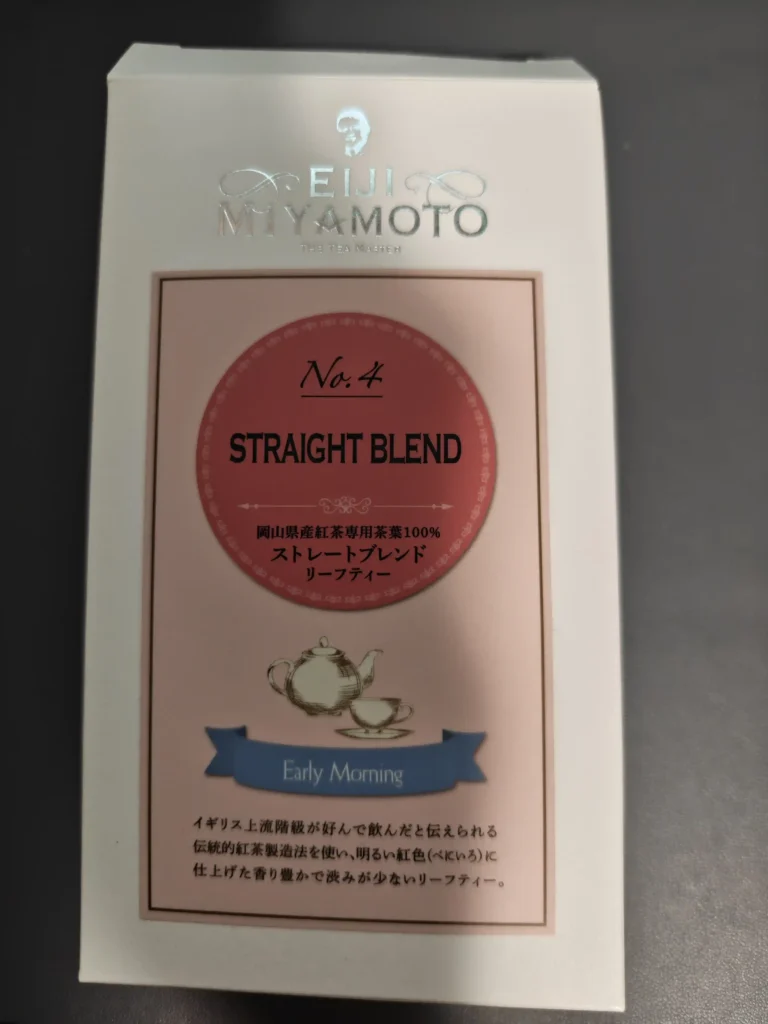 EIJI
MIYAMOTO
THE TEA MASTER
No.4
STRAIGHT BLEND
岡山県産紅茶専用茶葉100%
ストレートブレンド
リーフティー
Early Morning
イギリス上流階級が好んで飲んだと伝えられる
伝統的紅茶製造法を使い、明るい紅色(べにいろ)に
仕上げた香り豊かで渋みが少ないリーフティー。